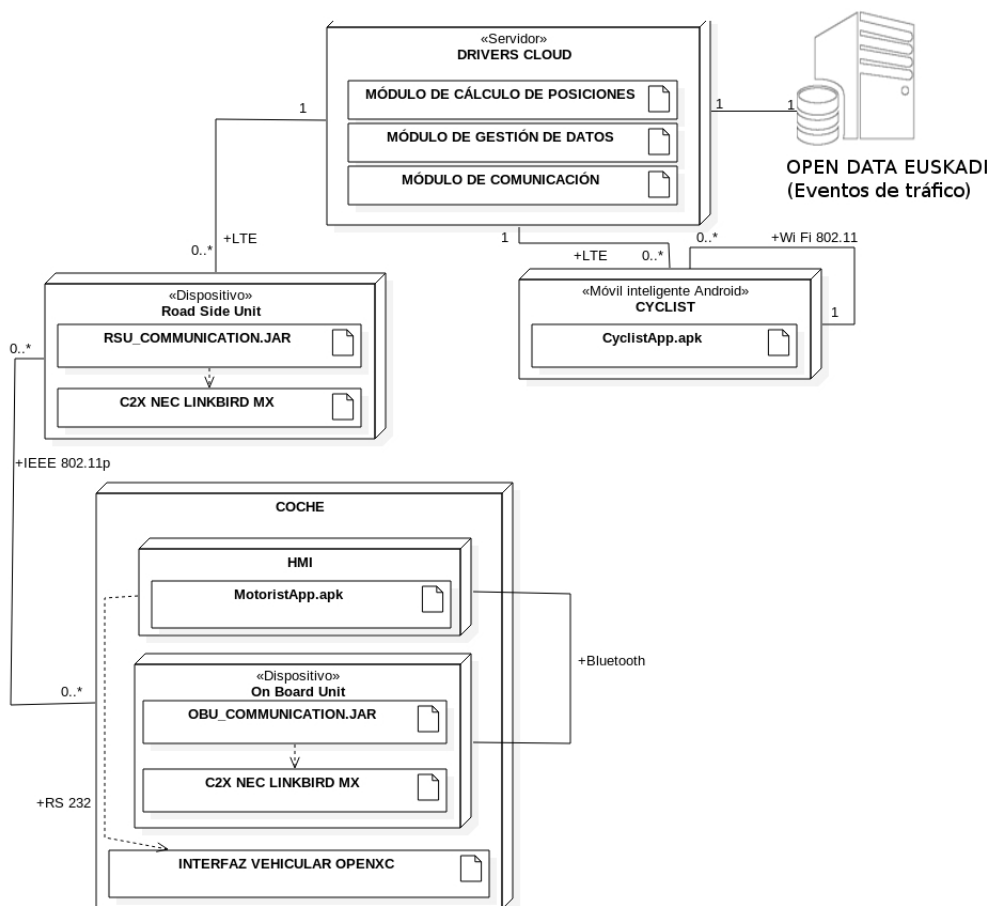 «Servidor»
DRIVERS CLOUD
MÓDULO DE CÁLCULO DE POSICIONES
MÓDULO DE GESTIÓN DE DATOS
MÓDULO DE COMUNICACIÓN
1
1
1
OPEN DATA EUSKADI
(Eventos de tráfico)
0..*
+LTE
1
+LTE
0..*
0..*
+Wi Fi 802.11
1
«Dispositivo»
Road Side Unit
RSU_COMMUNICATION.JAR
C2X NEC LINKBIRD MX
«Móvil inteligente Android»
CYCLIST
CyclistApp.apk
0..*
+IEEE 802.11p
0..*
COCHE
HMI
MotoristApp.apk
+Bluetooth
«Dispositivo»
On Board Unit
OBU_COMMUNICATION.JAR
C2X NEC LINKBIRD MX
+RS 232
INTERFAZ VEHICULAR OPENXC